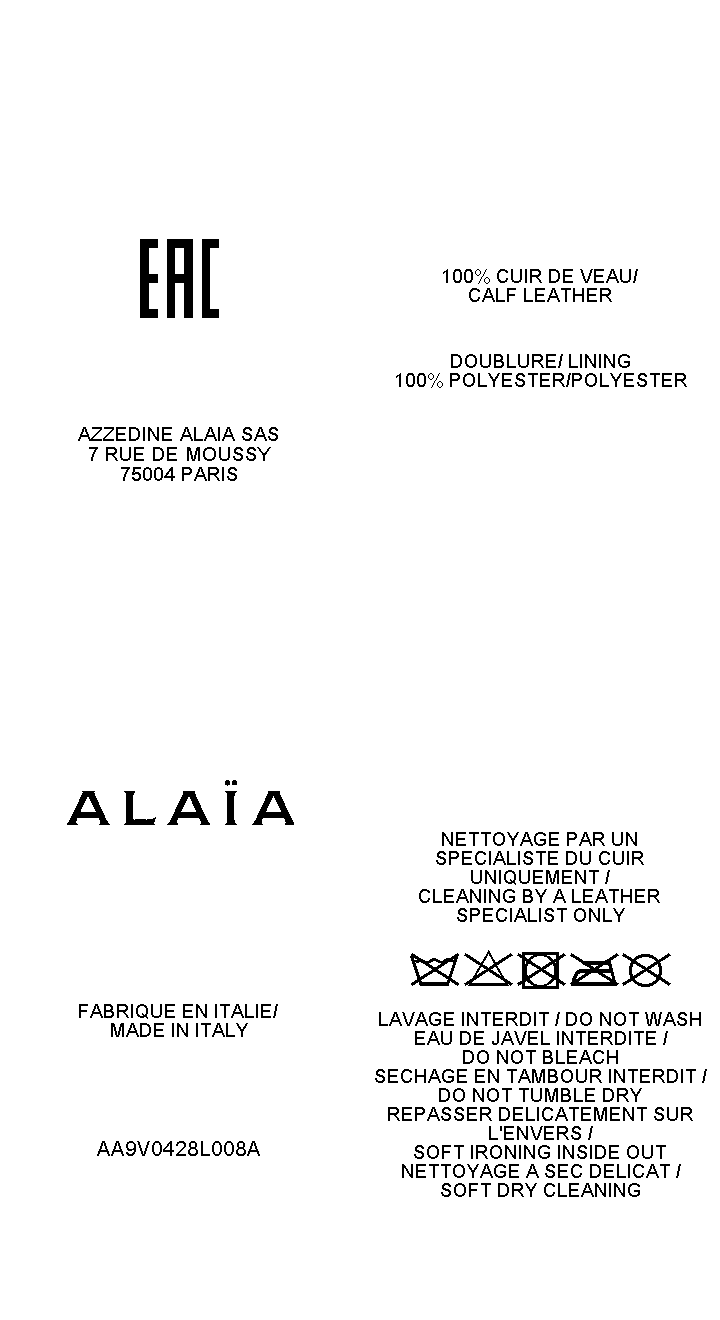 EAC
AZZEDINE ALAIA SAS
7 RUE DE MOUSSY
75004 PARIS
100% CUIR DE VEAU/
CALF LEATHER
DOUBLURE/ LINING
100% POLYESTER/POLYESTER
ALAÏA
FABRIQUE EN ITALIE/
MADE IN ITALY
AA9V0428L008A
NETTOYAGE PAR UN
SPECIALISTE DU CUIR
UNIQUEMENT /
CLEANING BY A LEATHER
SPECIALIST ONLY
LAVAGE INTERDIT / DO NOT WASH
EAU DE JAVEL INTERDITE /
DO NOT BLEACH
SECHAGE EN TAMBOUR INTERDIT /
DO NOT TUMBLE DRY
REPASSER DELICATEMENT SUR
L'ENVERS /
SOFT IRONING INSIDE OUT
NETTOYAGE A SEC DELICAT /
SOFT DRY CLEANING